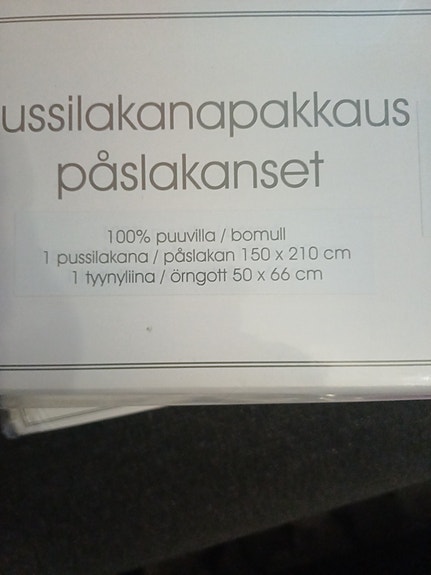 ussilakanapakkaus
påslakanset
100% puuvilla / bomull
1 pussilakana / påslakan 150 x 210 cm
1 tyynyliina / örngott 50 x 66 cm